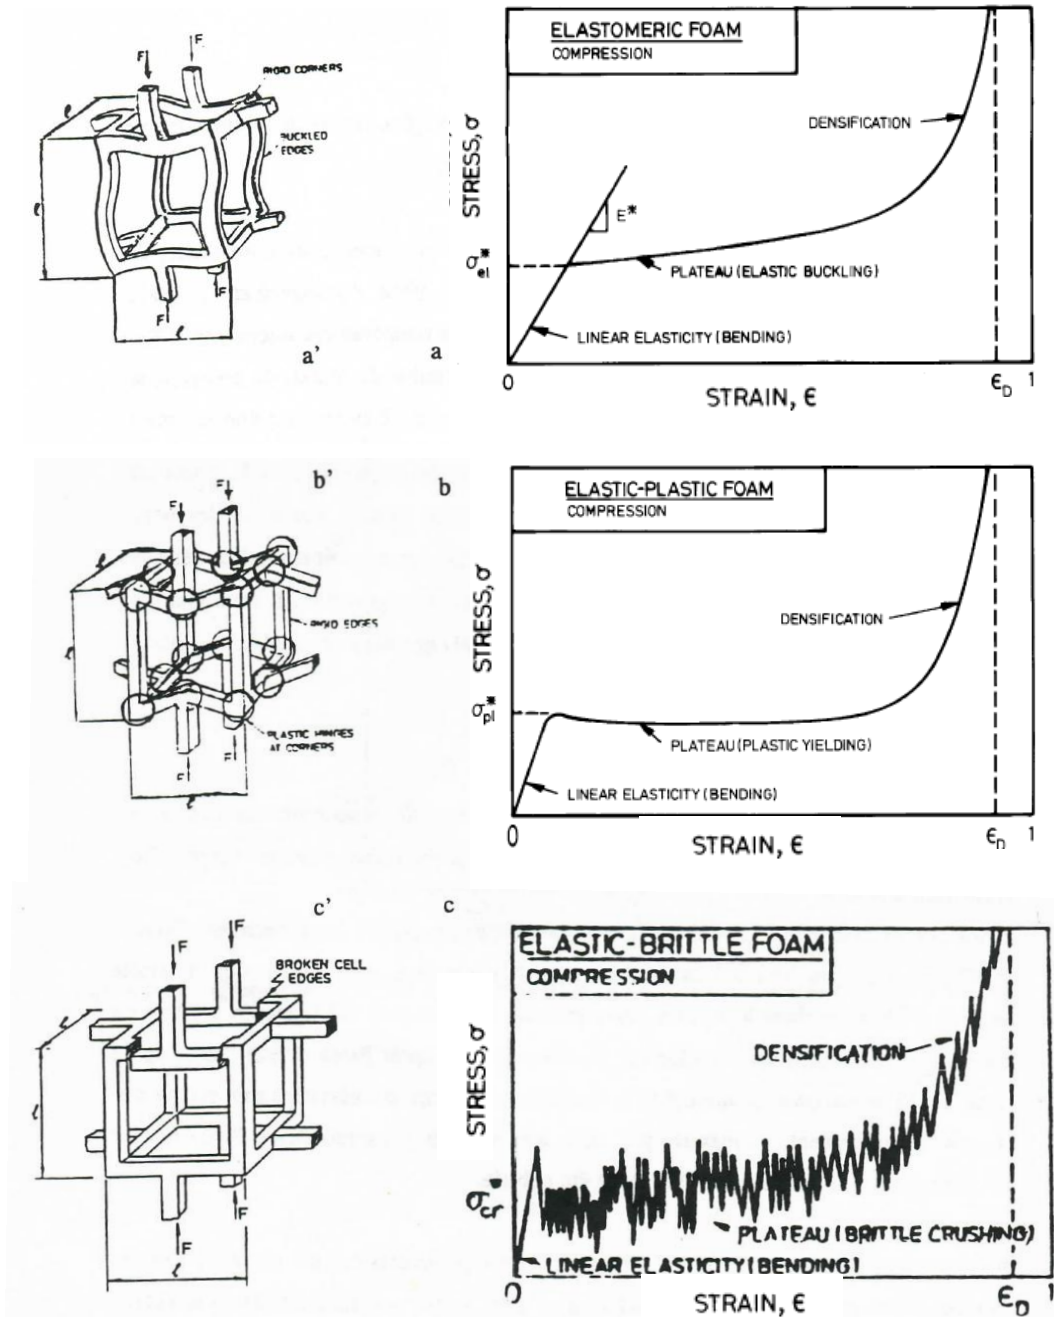 F
F
RIGID CORNERS
BUCKLED
EDGES
l
l
F
F
l
a'
a
ELASTOMERIC FOAM
COMPRESSION
STRESS, σ
DENSIFICATION
E*
σ*el
PLATEAU (ELASTIC BUCKLING)
LINEAR ELASTICITY (BENDING)
0
ϵD
1
STRAIN, ϵ
b'
b
F
F
l
l
RIGID EDGES
PLASTIC HINGES
AT CORNERS
F
F
l
ELASTIC-PLASTIC FOAM
COMPRESSION
STRESS, σ
DENSIFICATION
σ*pl
PLATEAU (PLASTIC YIELDING)
LINEAR ELASTICITY (BENDING)
0
ϵD
1
STRAIN, ϵ
c'
c
F
F
BROKEN CELL
EDGES
l
l
F
F
l
ELASTIC-BRITTLE FOAM
COMPRESSION
STRESS, σ
DENSIFICATION
σ*cr
PLATEAU (BRITTLE CRUSHING)
LINEAR ELASTICITY (BENDING)
0
ϵD
1
STRAIN, ϵ